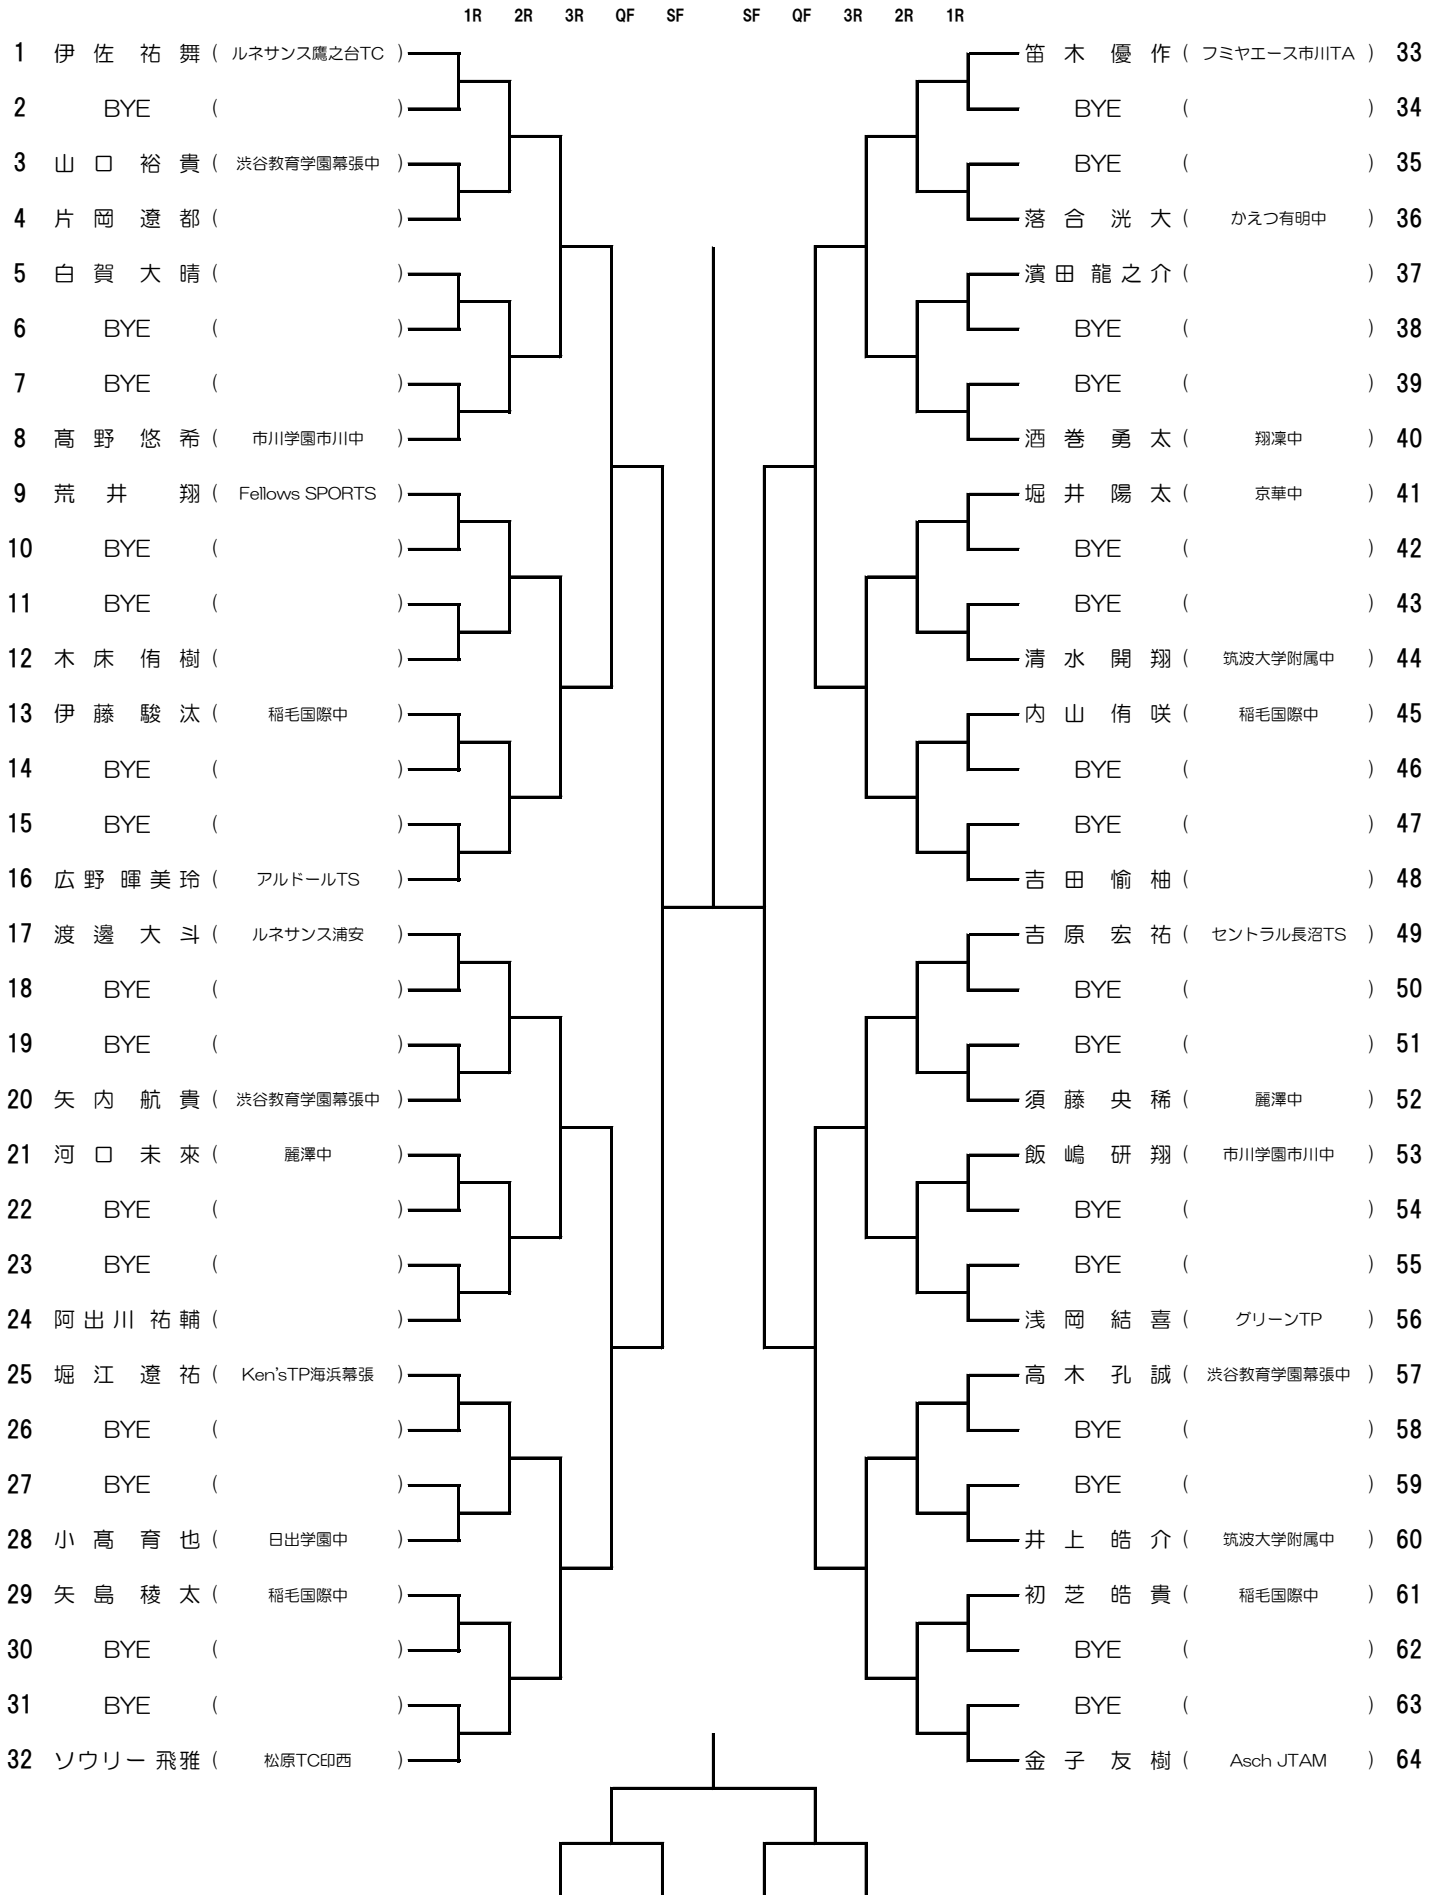 1R 2R 3R QF SF SF QF 3R 2R 1R
1 伊佐 祐舞 ( ルネサンス鷹之台TC ) 笛木 優作 ( フミヤエース市川TA ) 33
2 BYE ( ) BYE ( ) 34
3 山口 裕貴 ( 渋谷教育学園幕張中 ) BYE ( ) 35
4 片岡 遼都 ( ) 落合 洸大 ( かえつ有明中 ) 36
5 白賀 大晴 ( ) 濱田 龍之介 ( ) 37
6 BYE ( ) BYE ( ) 38
7 BYE ( ) BYE ( ) 39
8 髙野 悠希 ( 市川学園市川中 ) 酒巻 勇太 ( 翔凜中 ) 40
9 荒井 翔 ( Fellows SPORTS ) 堀井 陽太 ( 京華中 ) 41
10 BYE ( ) BYE ( ) 42
11 BYE ( ) BYE ( ) 43
12 木床 侑樹 ( ) 清水 開翔 ( 筑波大学附属中 ) 44
13 伊藤 駿汰 ( 稲毛国際中 ) 内山 侑咲 ( 稲毛国際中 ) 45
14 BYE ( ) BYE ( ) 46
15 BYE ( ) BYE ( ) 47
16 広野 暉美玲 ( アルドールTS ) 吉田 愉柚 ( ) 48
17 渡邊 大斗 ( ルネサンス浦安 ) 吉原 宏祐 ( セントラル長沼TS ) 49
18 BYE ( ) BYE ( ) 50
19 BYE ( ) BYE ( ) 51
20 矢内 航貴 ( 渋谷教育学園幕張中 ) 須藤 央稀 ( 麗澤中 ) 52
21 河口 未來 ( 麗澤中 ) 飯嶋 研翔 ( 市川学園市川中 ) 53
22 BYE ( ) BYE ( ) 54
23 BYE ( ) BYE ( ) 55
24 阿出川 祐輔 ( ) 浅岡 結喜 ( グリーンTP ) 56
25 堀江 遼祐 ( Ken'sTP海浜幕張 ) 高木 孔誠 ( 渋谷教育学園幕張中 ) 57
26 BYE ( ) BYE ( ) 58
27 BYE ( ) BYE ( ) 59
28 小髙 育也 ( 日出学園中 ) 井上 皓介 ( 筑波大学附属中 ) 60
29 矢島 稜太 ( 稲毛国際中 ) 初芝 皓貴 ( 稲毛国際中 ) 61
30 BYE ( ) BYE ( ) 62
31 BYE ( ) BYE ( ) 63
32 ソウリー 飛雅 ( 松原TC印西 ) 金子 友樹 ( Asch JTAM ) 64